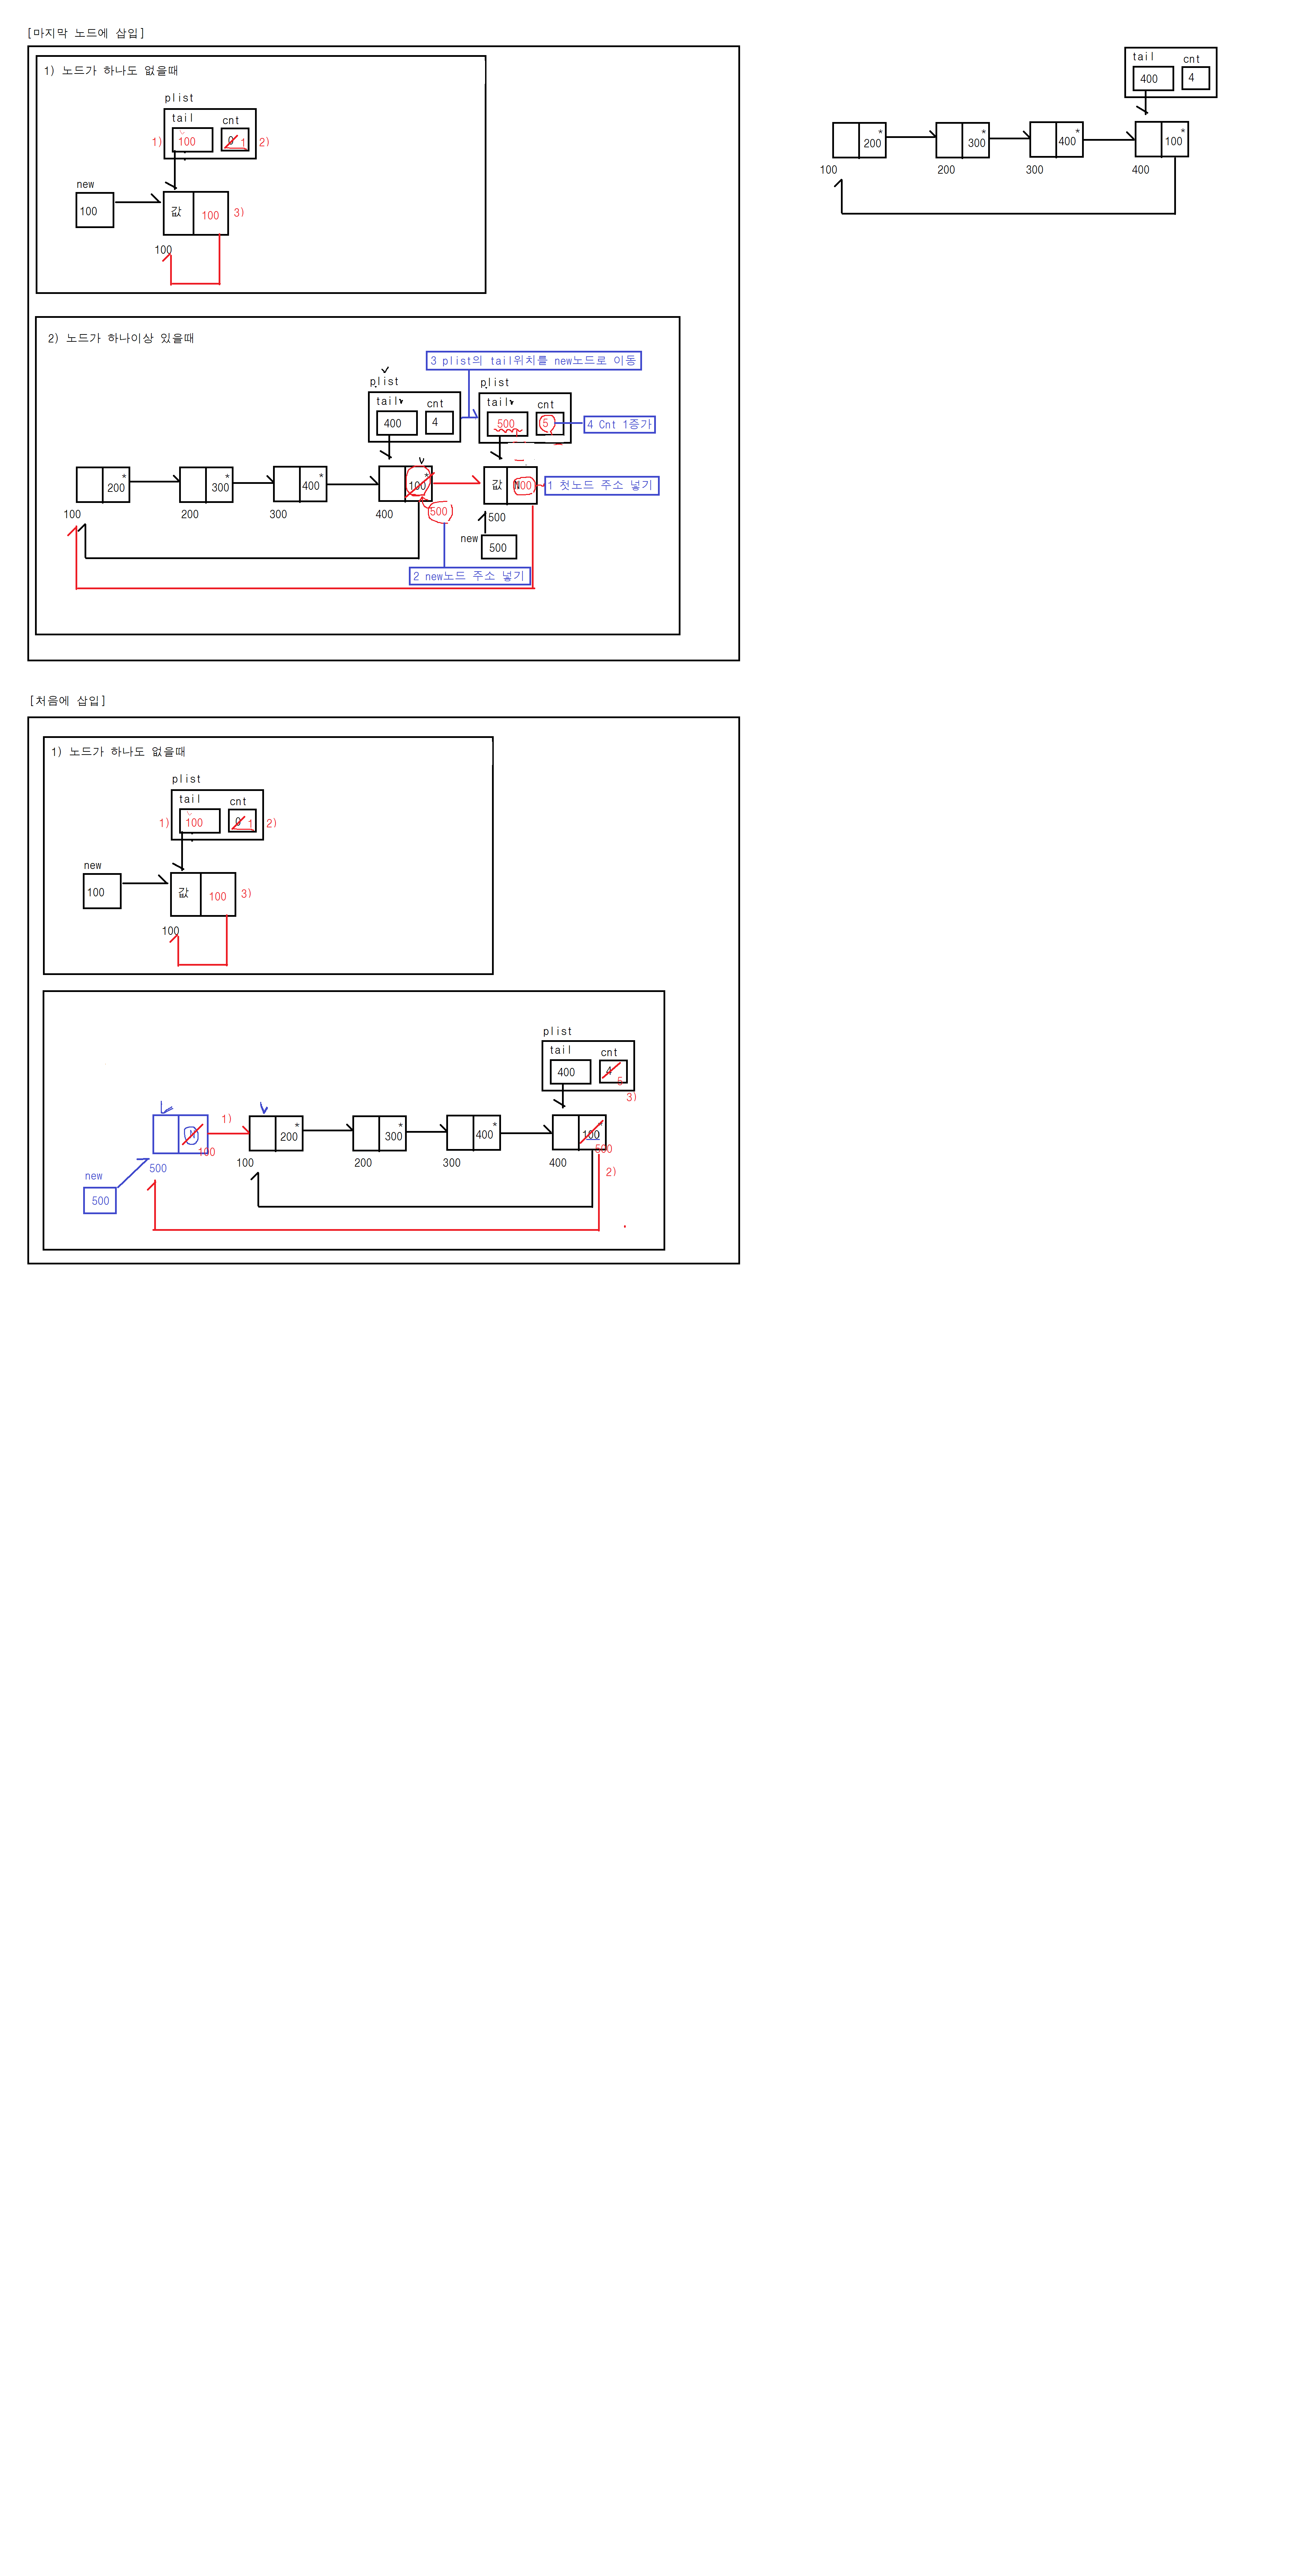 [마지막 노드에 삽입]
1) 노드가 하나도 없을때
plist
tail cnt
1) 100 0 1 2)
new
100
값 100 3)
100
tail cnt
400 4
* * * *
200 300 400 100
100 200 300 400
2) 노드가 하나이상 있을때
3 plist의 tail위치를 new노드로 이동
plist plist
tail cnt tail cnt
400 4 500 5
4 Cnt 1증가
* * * *
200 300 400 100 값 N 100
1 첫노드 주소 넣기
100 200 300 400 500 500
new
500
2 new노드 주소 넣기
[처음에 삽입]
1) 노드가 하나도 없을때
plist
tail cnt
1) 100 0 1 2)
new
100
값 100 3)
100
plist
tail cnt
400 4 5
3)
1)
* * *
N 200 300 400 100
100 500
500 100 200 300 400
2)
new
500